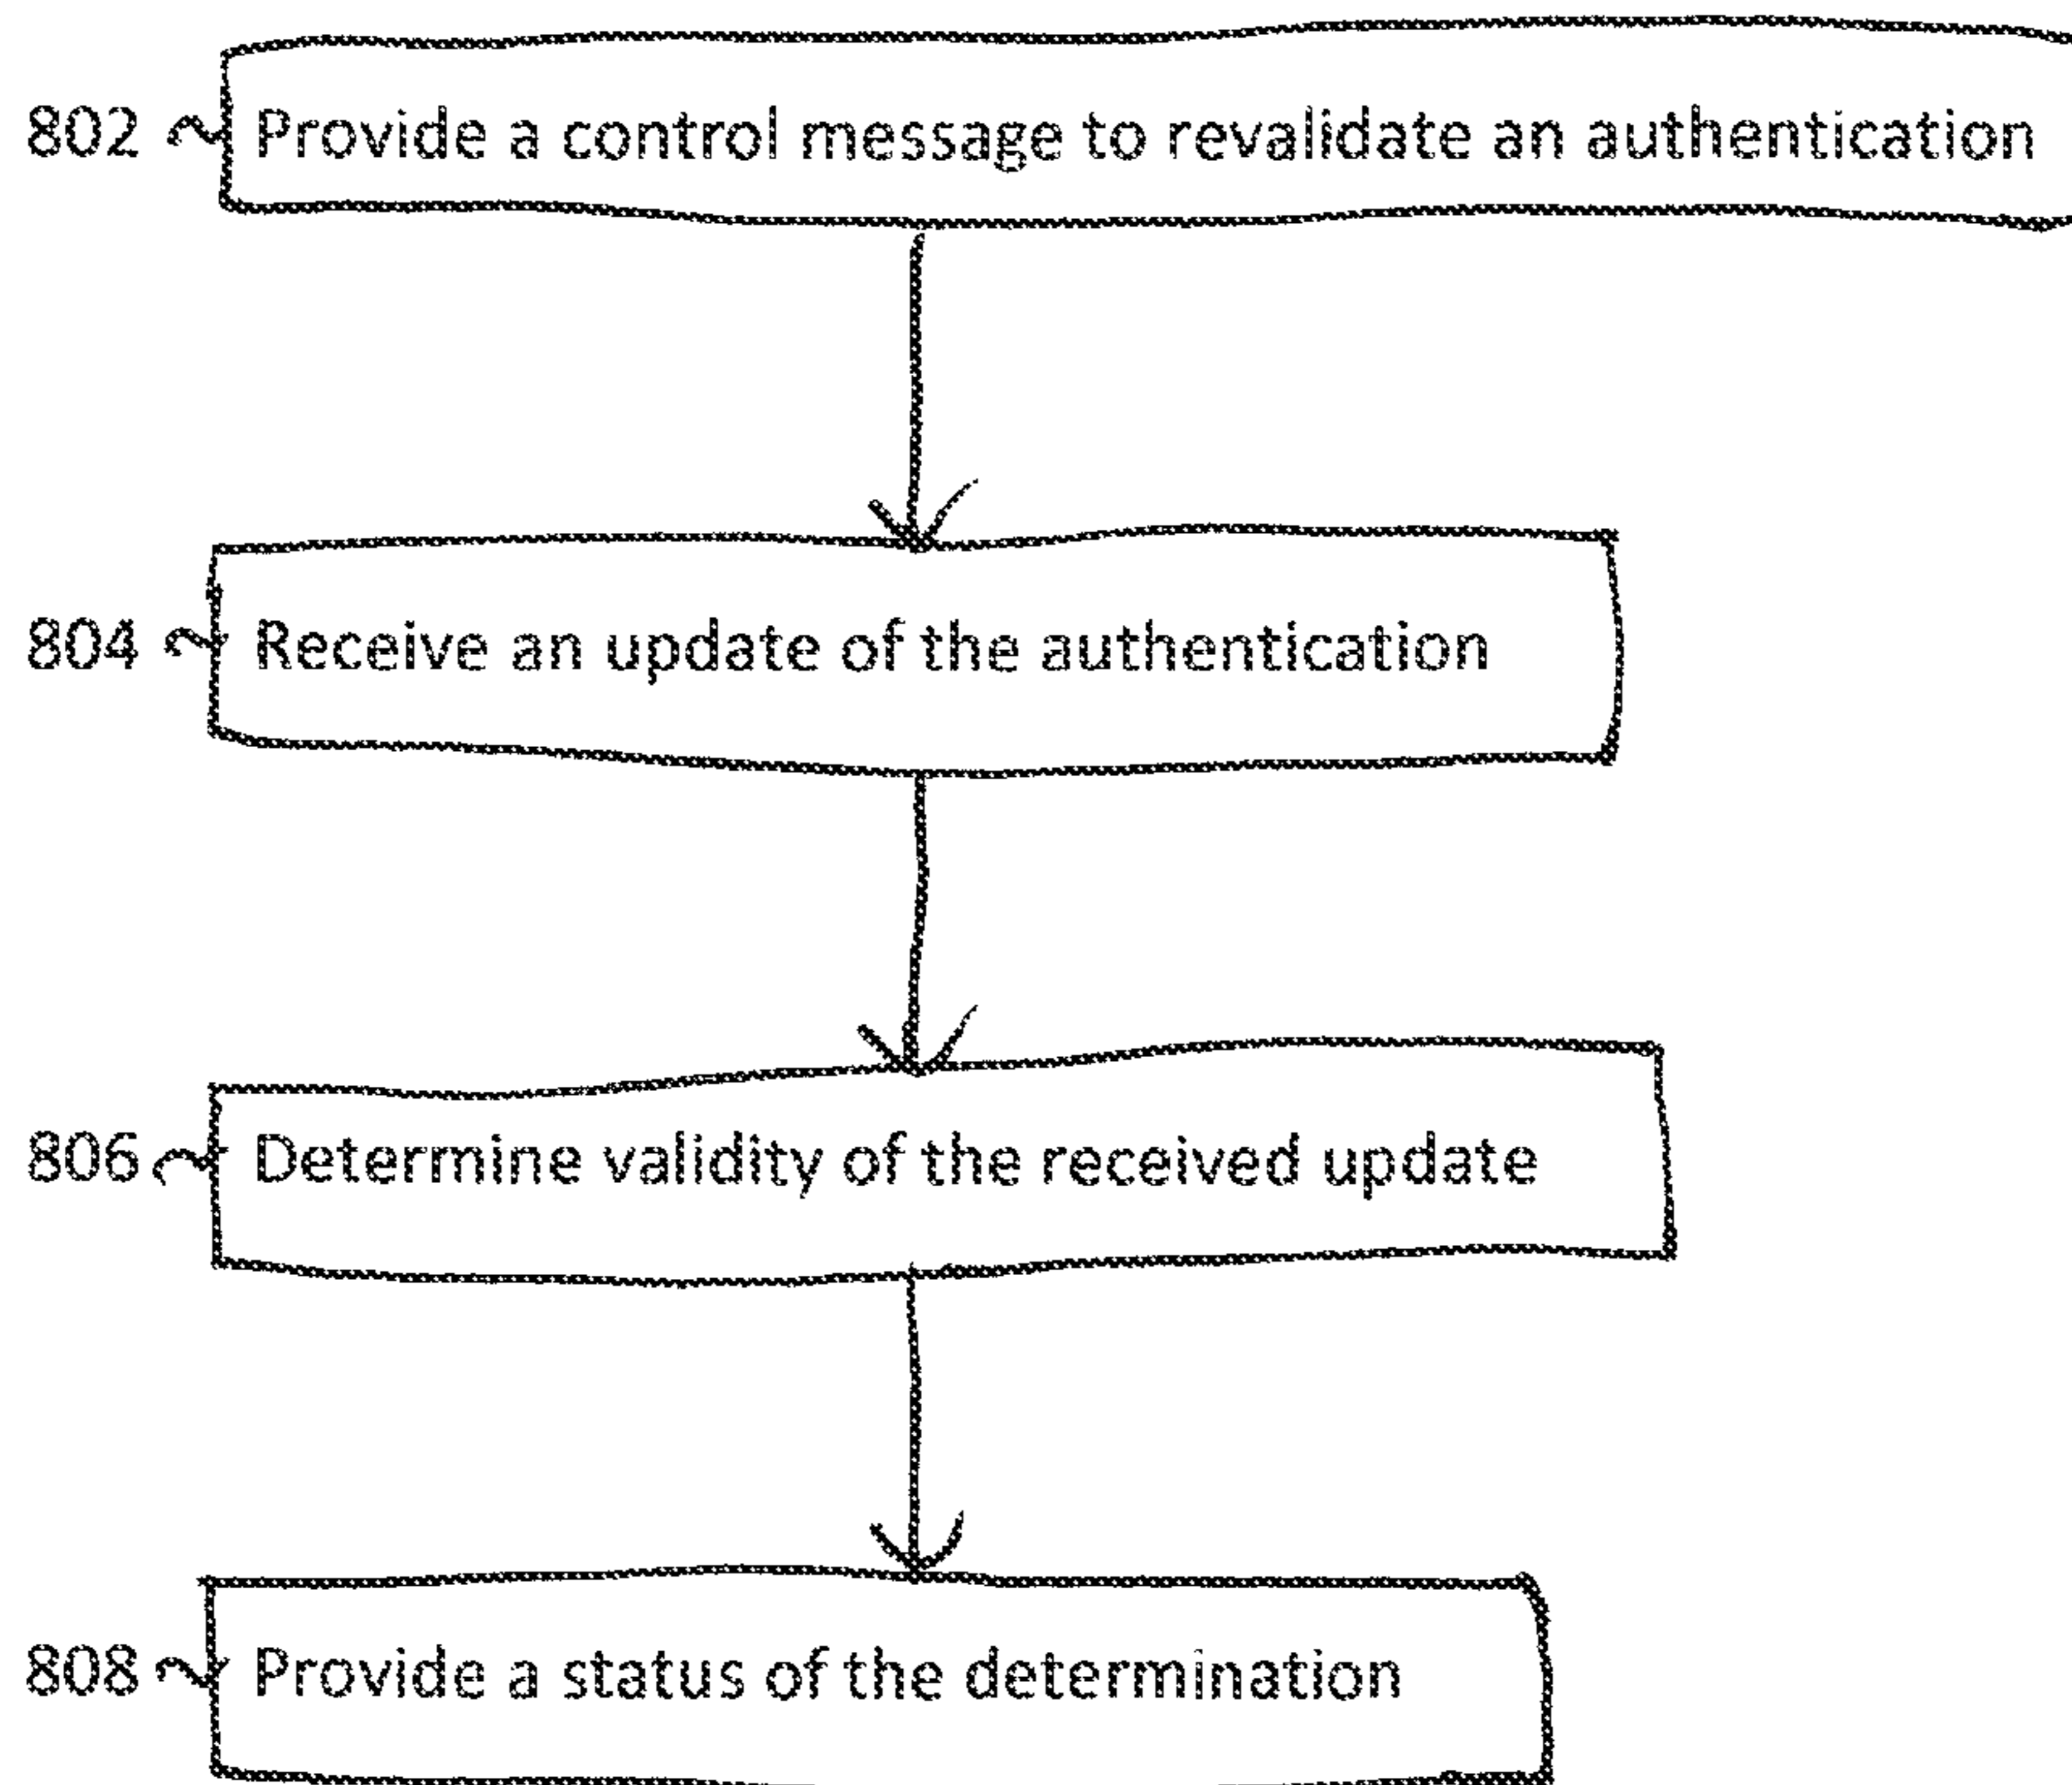 802 Provide a control message to revalidate an authentication
804 Receive an update of the authentication
806 Determine validity of the received update
808 Provide a status of the determination